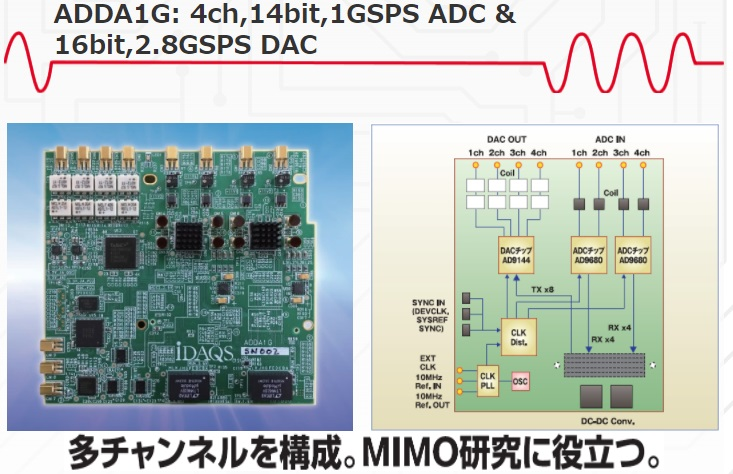 ADDA1G: 4ch,14bit,1GSPS ADC &
16bit,2.8GSPS DAC
ADDA1G
iDAQS
SN002
DAC OUT
1ch 2ch 3ch 4ch
ADC IN
1ch 2ch 3ch 4ch
Coil
Coil
DACチップ
AD9144
ADCチップ
AD9680
ADCチップ
AD9680
TX x8
SYNC IN
(DEVCLK,
SYSREF
SYNC)
CLK
Dist.
RX x4
RX x4
EXT
CLK
10MHz
Ref. IN
10MHz
Ref. OUT
CLK
PLL
OSC
DC-DC Conv.
多チャンネルを構成。MIMO研究に役立つ。